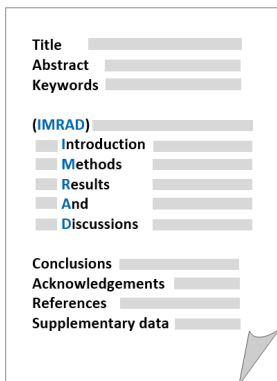 Title
Abstract
Keywords
(IMRAD)
Introduction
Methods
Results
And
Discussions
Conclusions
Acknowledgements
References
Supplementary data